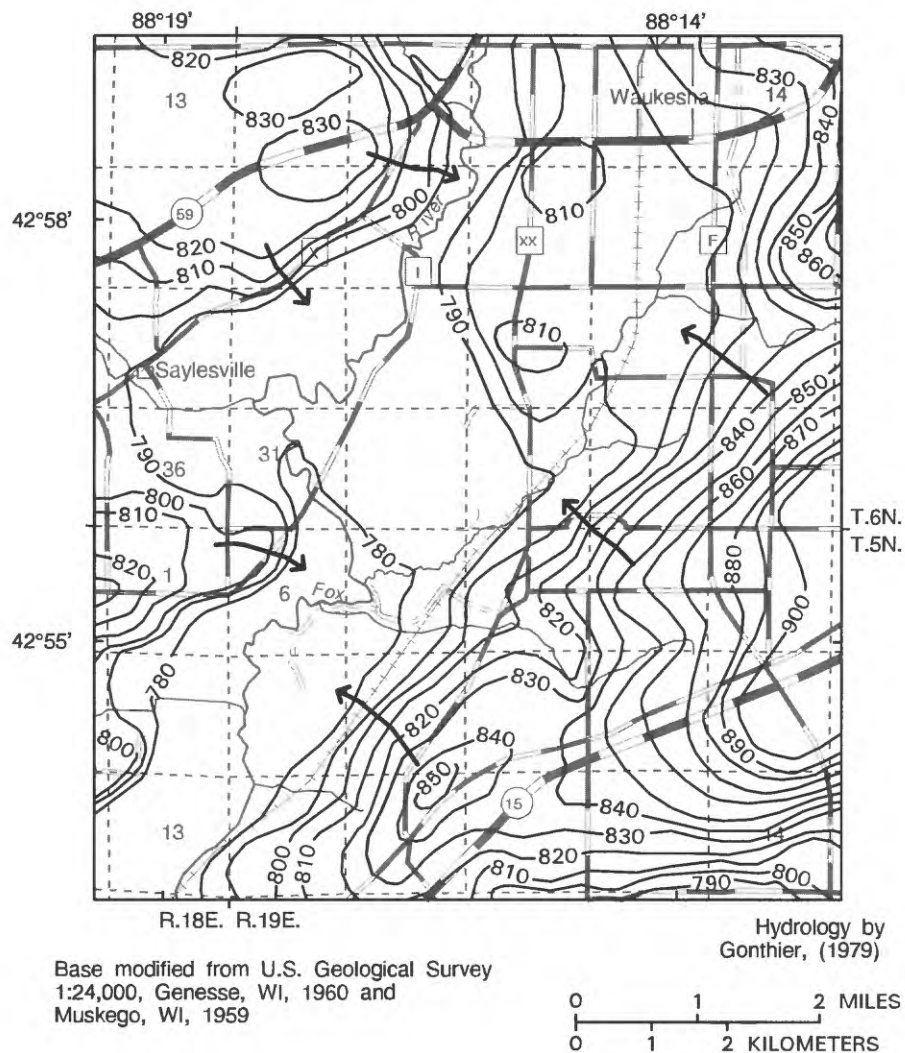 88°19' 88°14'
820 830
13 Waukesha 14
830 840
830
800 810
42°58' 59 River XX F 850
820 860
810 I
790
810
Saylesville 850
790 840 870
36 31 860
800
810 780 T.6N.
T.5N.
820 1 880
6 Fox 900
820
42°55'
780 830
820
800 840 890
850
15
13 840 14
830
800 820
810 810 790 800
R.18E. R.19E.
Hydrology by
Gonthier, (1979)
Base modified from U.S. Geological Survey
1:24,000, Genesse, WI, 1960 and
Muskego, WI, 1959
0 1 2 MILES
0 1 2 KILOMETERS